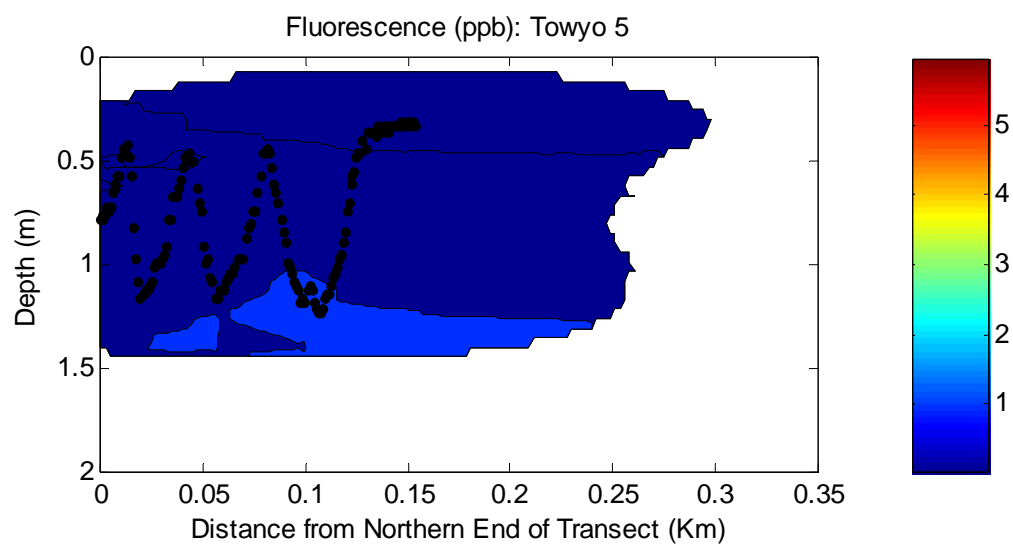 Fluorescence (ppb): Towyo 5
0
0.5
1
1.5
2
Depth (m)
0 0.05 0.1 0.15 0.2 0.25 0.3 0.35
Distance from Northern End of Transect (Km)
5
4
3
2
1